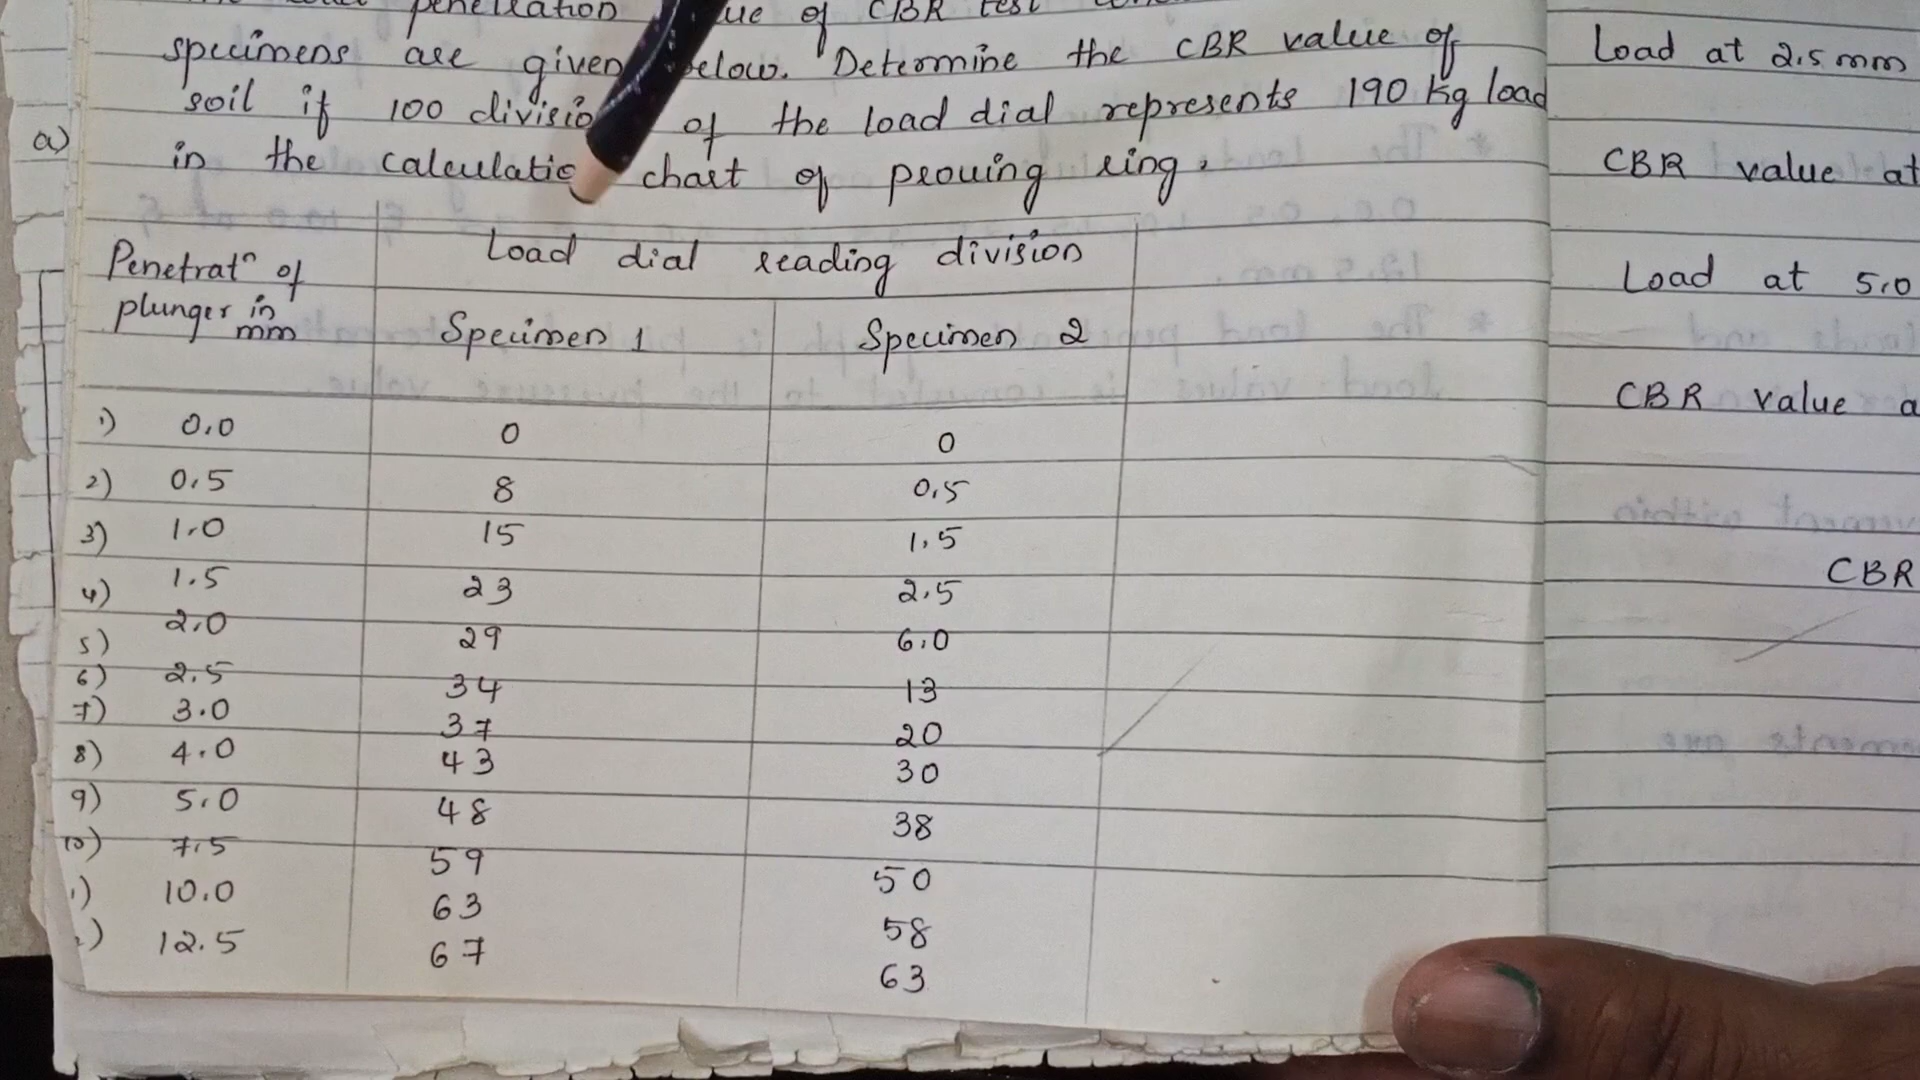 penetration of CBR test
specimens are given below. Determine the CBR value of
soil if 100 divisio of the load dial represents 190 kg load
a)
in the calculatio chart of proving ring.
Penetratⁿ of plunger in mm
Load dial reading division
Specimen 1 Specimen 2
1) 0.0 0 0
2) 0.5 8 0.5
3) 1.0 15 1.5
4) 1.5 23 2.5
5) 2.0 29 6.0
6) 2.5 34 13
7) 3.0 37 20
8) 4.0 43 30
9) 5.0 48 38
10) 7.5 59 50
) 10.0 63 58
) 12.5 67 63
Load at 2.5 mm
CBR value at
Load at 5.0
CBR value a
CBR